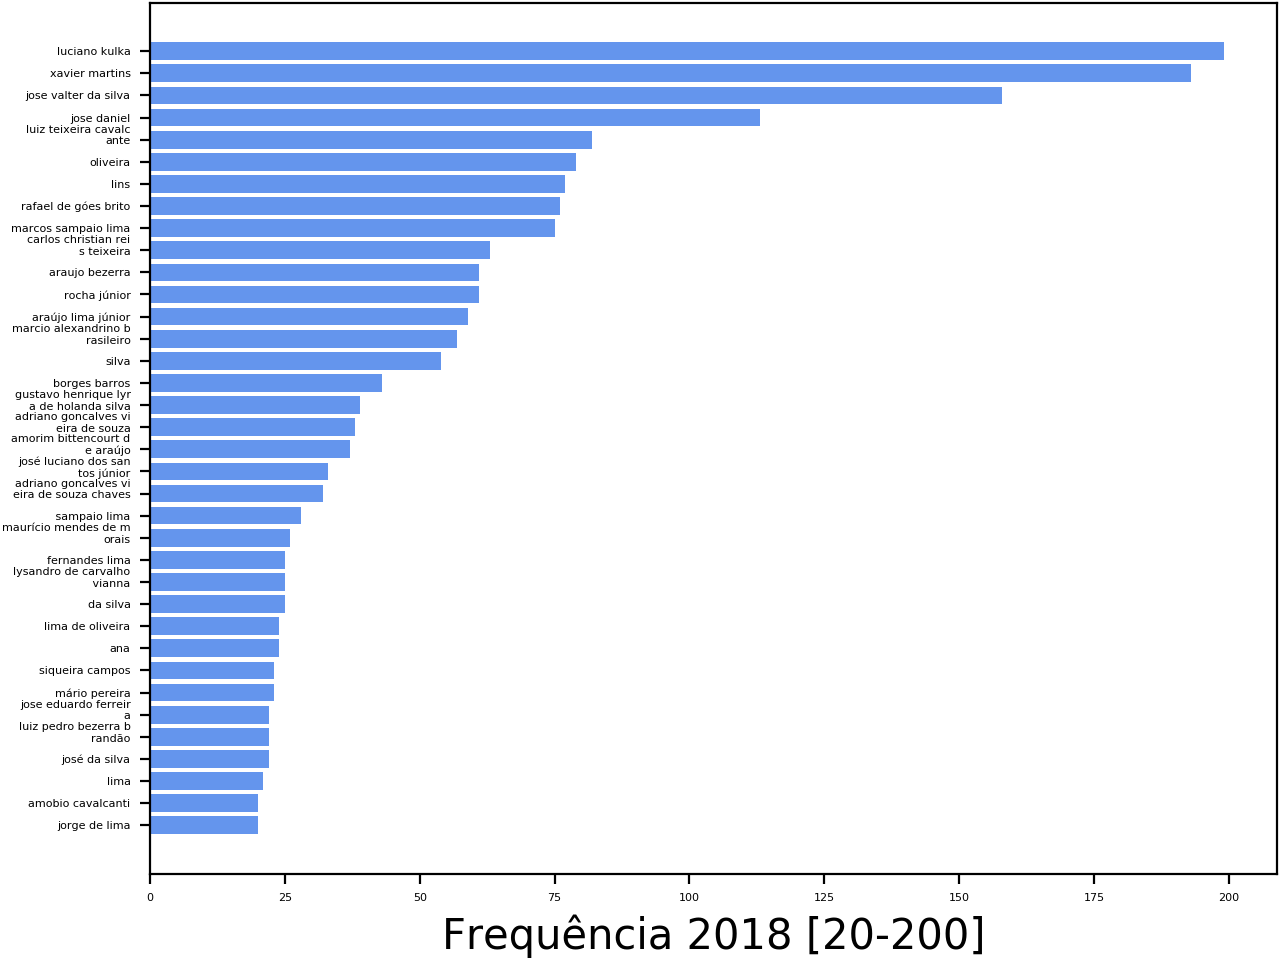 luciano kulka
xavier martins
jose valter da silva
jose daniel
luiz teixeira cavalc
ante
oliveira
lins
rafael de góes brito
marcos sampaio lima
carlos christian rei
s teixeira
araujo bezerra
rocha júnior
araújo lima júnior
marcio alexandrino b
rasileiro
silva
borges barros
gustavo henrique lyr
a de holanda silva
adriano goncalves vi
eira de souza
amorim bittencourt d
e araújo
josé luciano dos san
tos júnior
adriano goncalves vi
eira de souza chaves
sampaio lima
maurício mendes de m
orais
fernandes lima
lysandro de carvalho
vianna
da silva
lima de oliveira
ana
siqueira campos
mário pereira
jose eduardo ferreir
a
luiz pedro bezerra b
randão
josé da silva
lima
amobio cavalcanti
jorge de lima
0 25 50 75 100 125 150 175 200
Frequência 2018 [20-200]